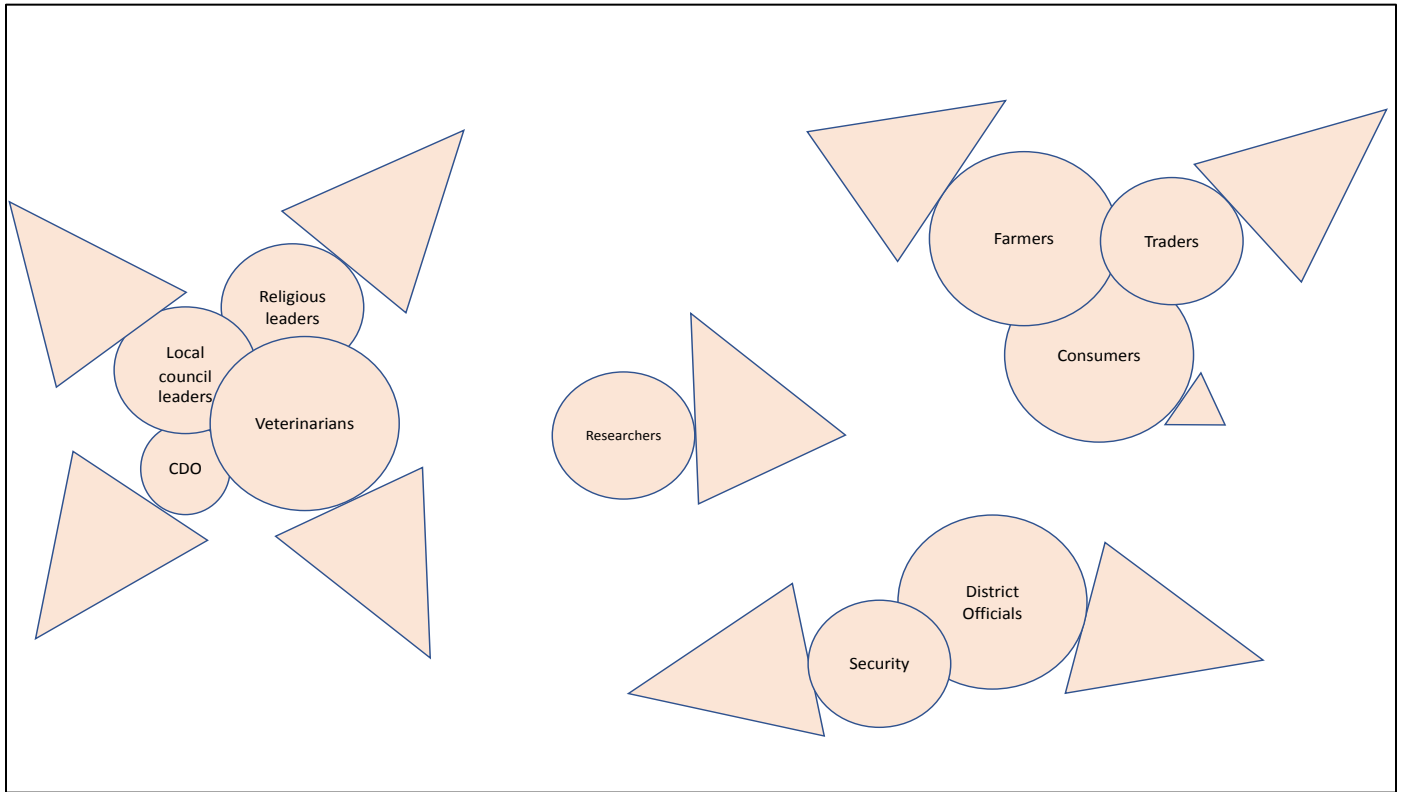 Religious
leaders
Local
council
leaders
Veterinarians
CDO
Researchers
Farmers
Traders
Consumers
District
Officials
Security